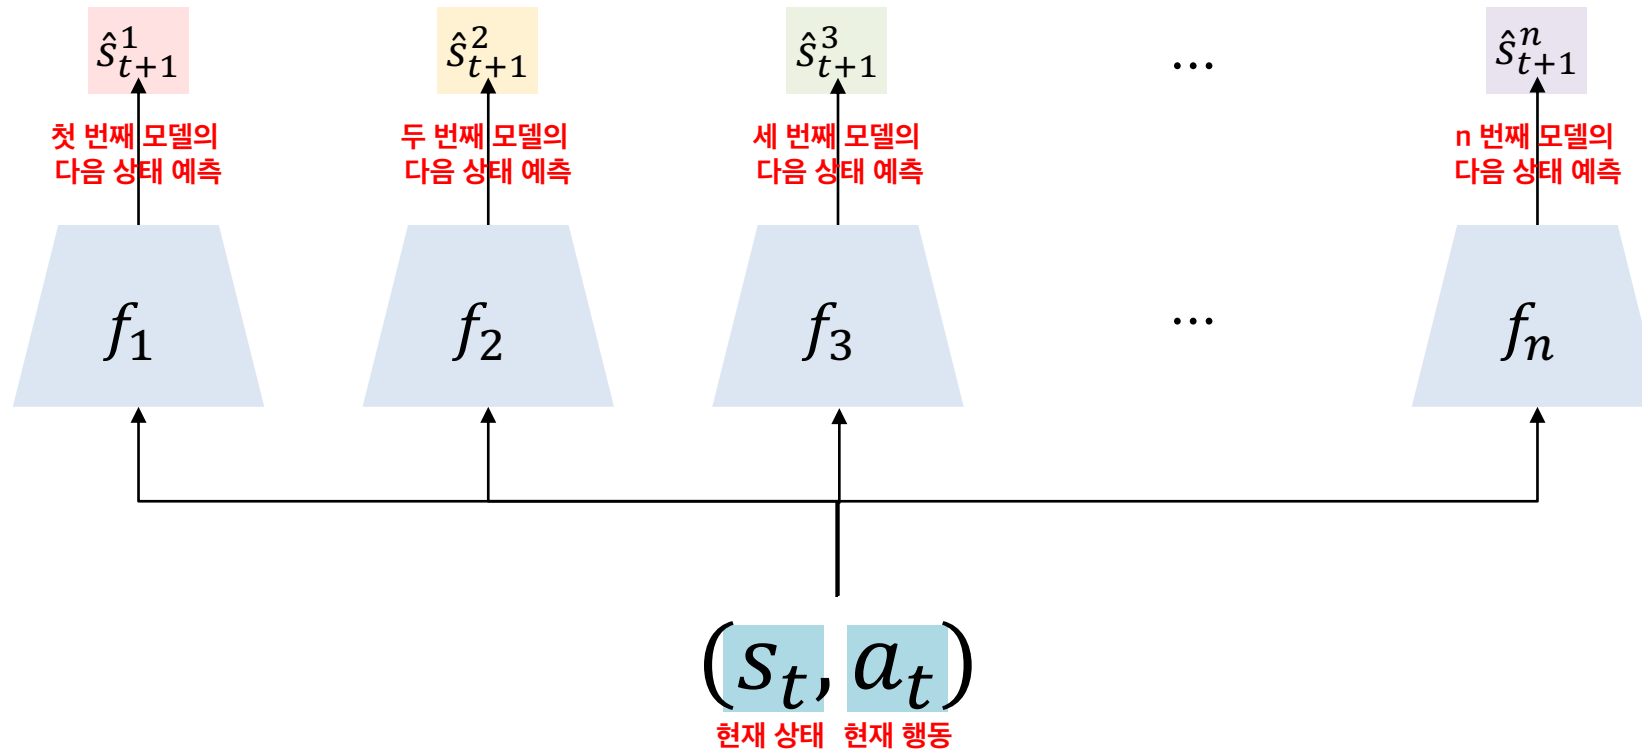 ŝ¹ₜ₊₁ ŝ²ₜ₊₁ ŝ³ₜ₊₁ ... ŝⁿₜ₊₁
첫 번째 모델의 두 번째 모델의 세 번째 모델의 n 번째 모델의
다음 상태 예측 다음 상태 예측 다음 상태 예측 다음 상태 예측
f₁ f₂ f₃ ... fₙ
(sₜ, aₜ)
현재 상태 현재 행동